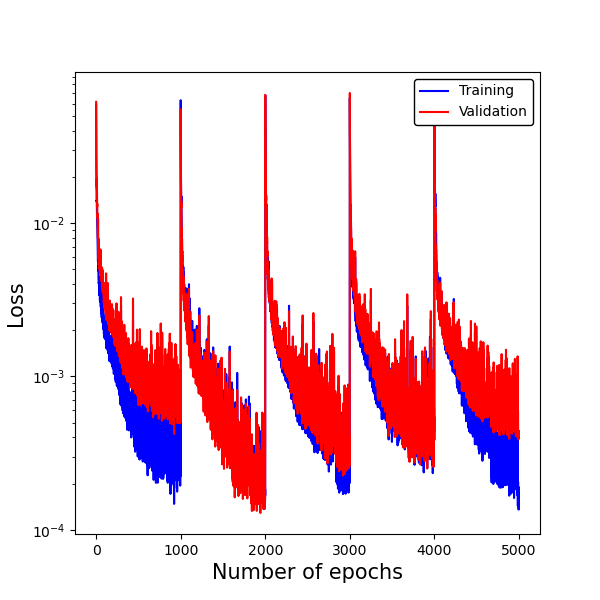 Training
Validation
Loss
10⁻²
10⁻³
10⁻⁴
0 1000 2000 3000 4000 5000
Number of epochs